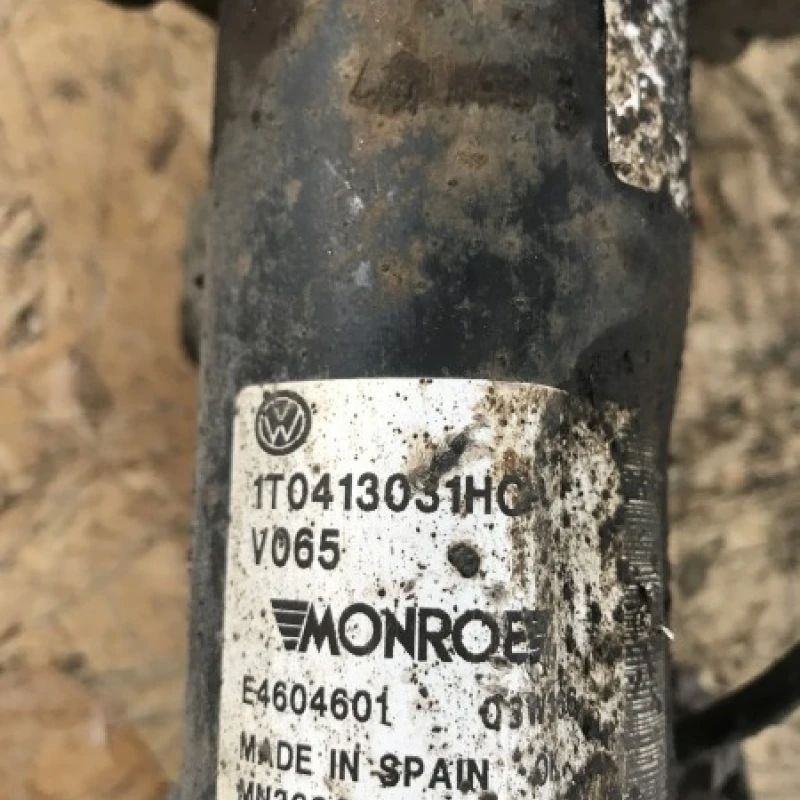 1T0413031HC
V065
MONROE
E4604601
MADE IN SPAIN